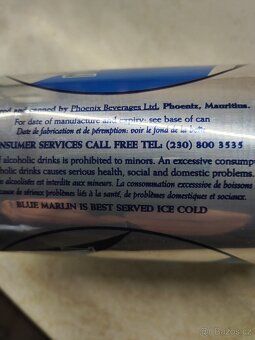 and canned by Phoenix Beverages Ltd, Phoenix, Mauritius.
For date of manufacture and expiry: see base of can
Date de fabrication et de péremption: voir le fond de la boîte
NSUMER SERVICES CALL FREE TEL: (230) 800 3535
alcoholic drinks is prohibited to minors. An excessive consump
holic drinks causes serious health, social and domestic problems.
alcoolisées est interdite aux mineurs. La consommation excessive de boissons
cause de sérieux problèmes liés à la santé, de problèmes domestiques et sociaux.
BLUE MARLIN IS BEST SERVED ICE COLD